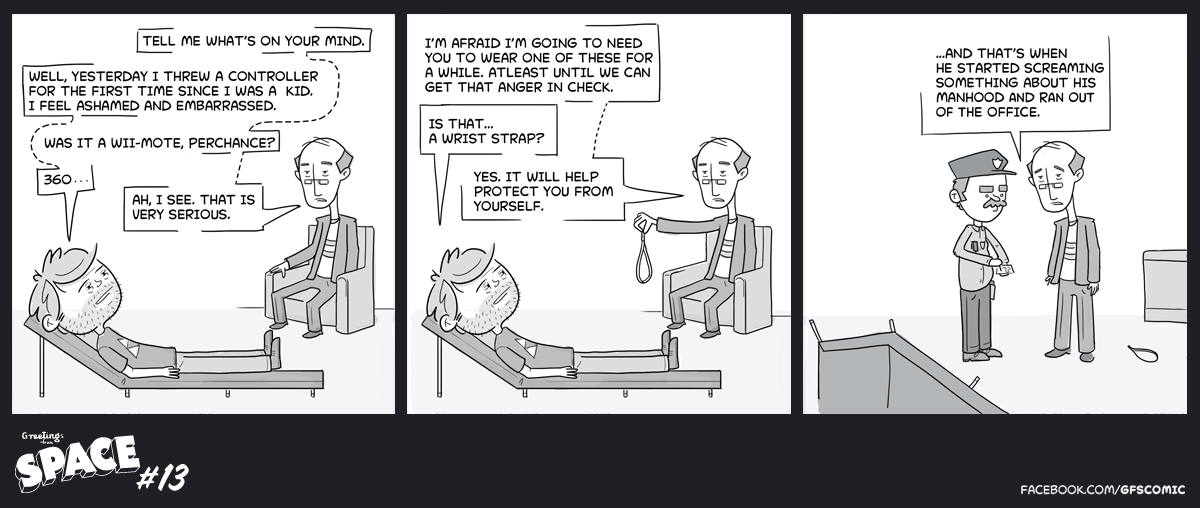 TELL ME WHAT'S ON YOUR MIND.
WELL, YESTERDAY I THREW A CONTROLLER
FOR THE FIRST TIME SINCE I WAS A KID.
I FEEL ASHAMED AND EMBARRASSED.
WAS IT A WII-MOTE, PERCHANCE?
360...
AH, I SEE. THAT IS
VERY SERIOUS.
I'M AFRAID I'M GOING TO NEED
YOU TO WEAR ONE OF THESE FOR
A WHILE. ATLEAST UNTIL WE CAN
GET THAT ANGER IN CHECK.
IS THAT...
A WRIST STRAP?
YES. IT WILL HELP
PROTECT YOU FROM
YOURSELF.
...AND THAT'S WHEN
HE STARTED SCREAMING
SOMETHING ABOUT HIS
MANHOOD AND RAN OUT
OF THE OFFICE.
Greetings
from
SPACE
#13
FACEBOOK.COM/GFSCOMIC